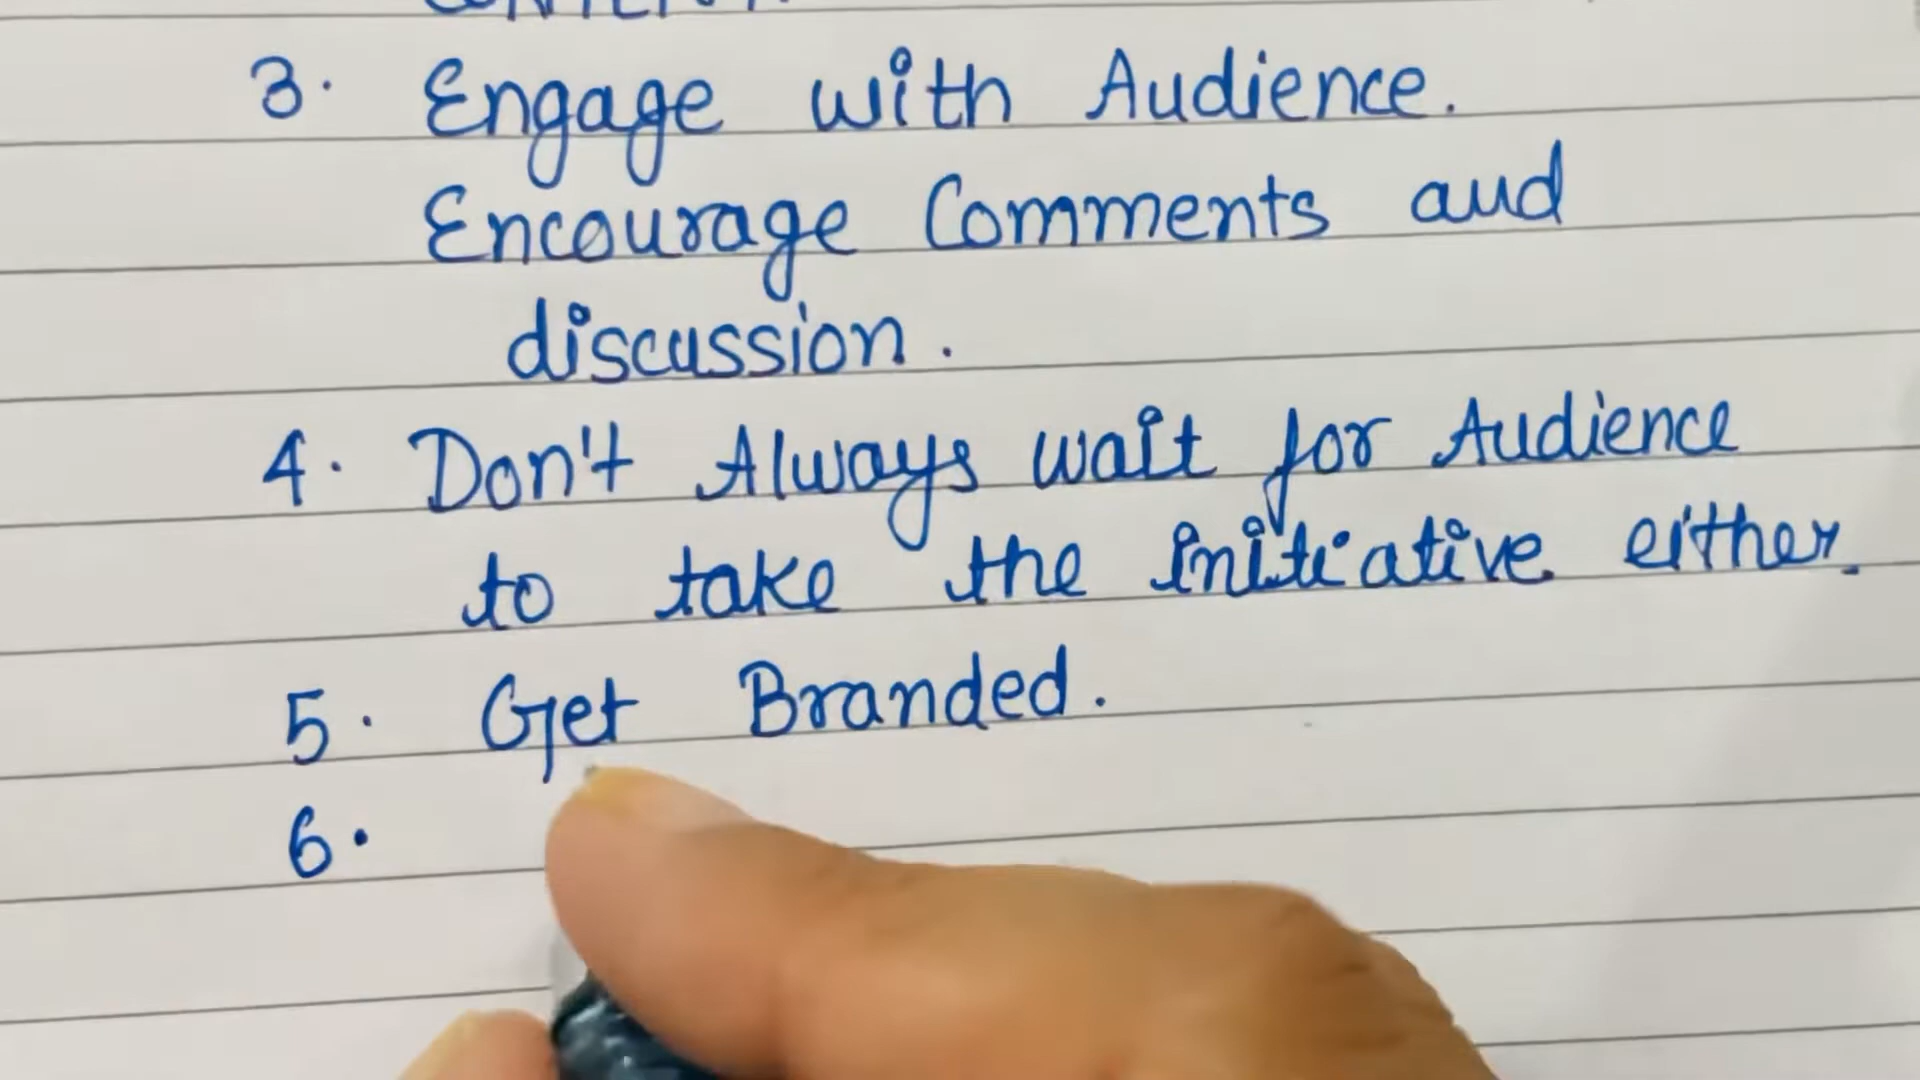 3. Engage with Audience.
Encourage Comments and
discussion.
4. Don't Always wait for Audience
to take the initiative either.
5. Get Branded.
6.